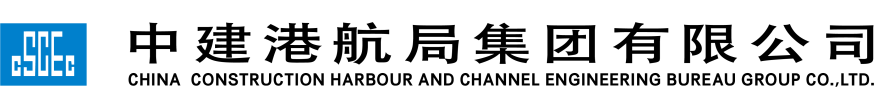 CSCEC
中建港航局集团有限公司
CHINA CONSTRUCTION HARBOUR AND CHANNEL ENGINEERING BUREAU GROUP CO.,LTD.